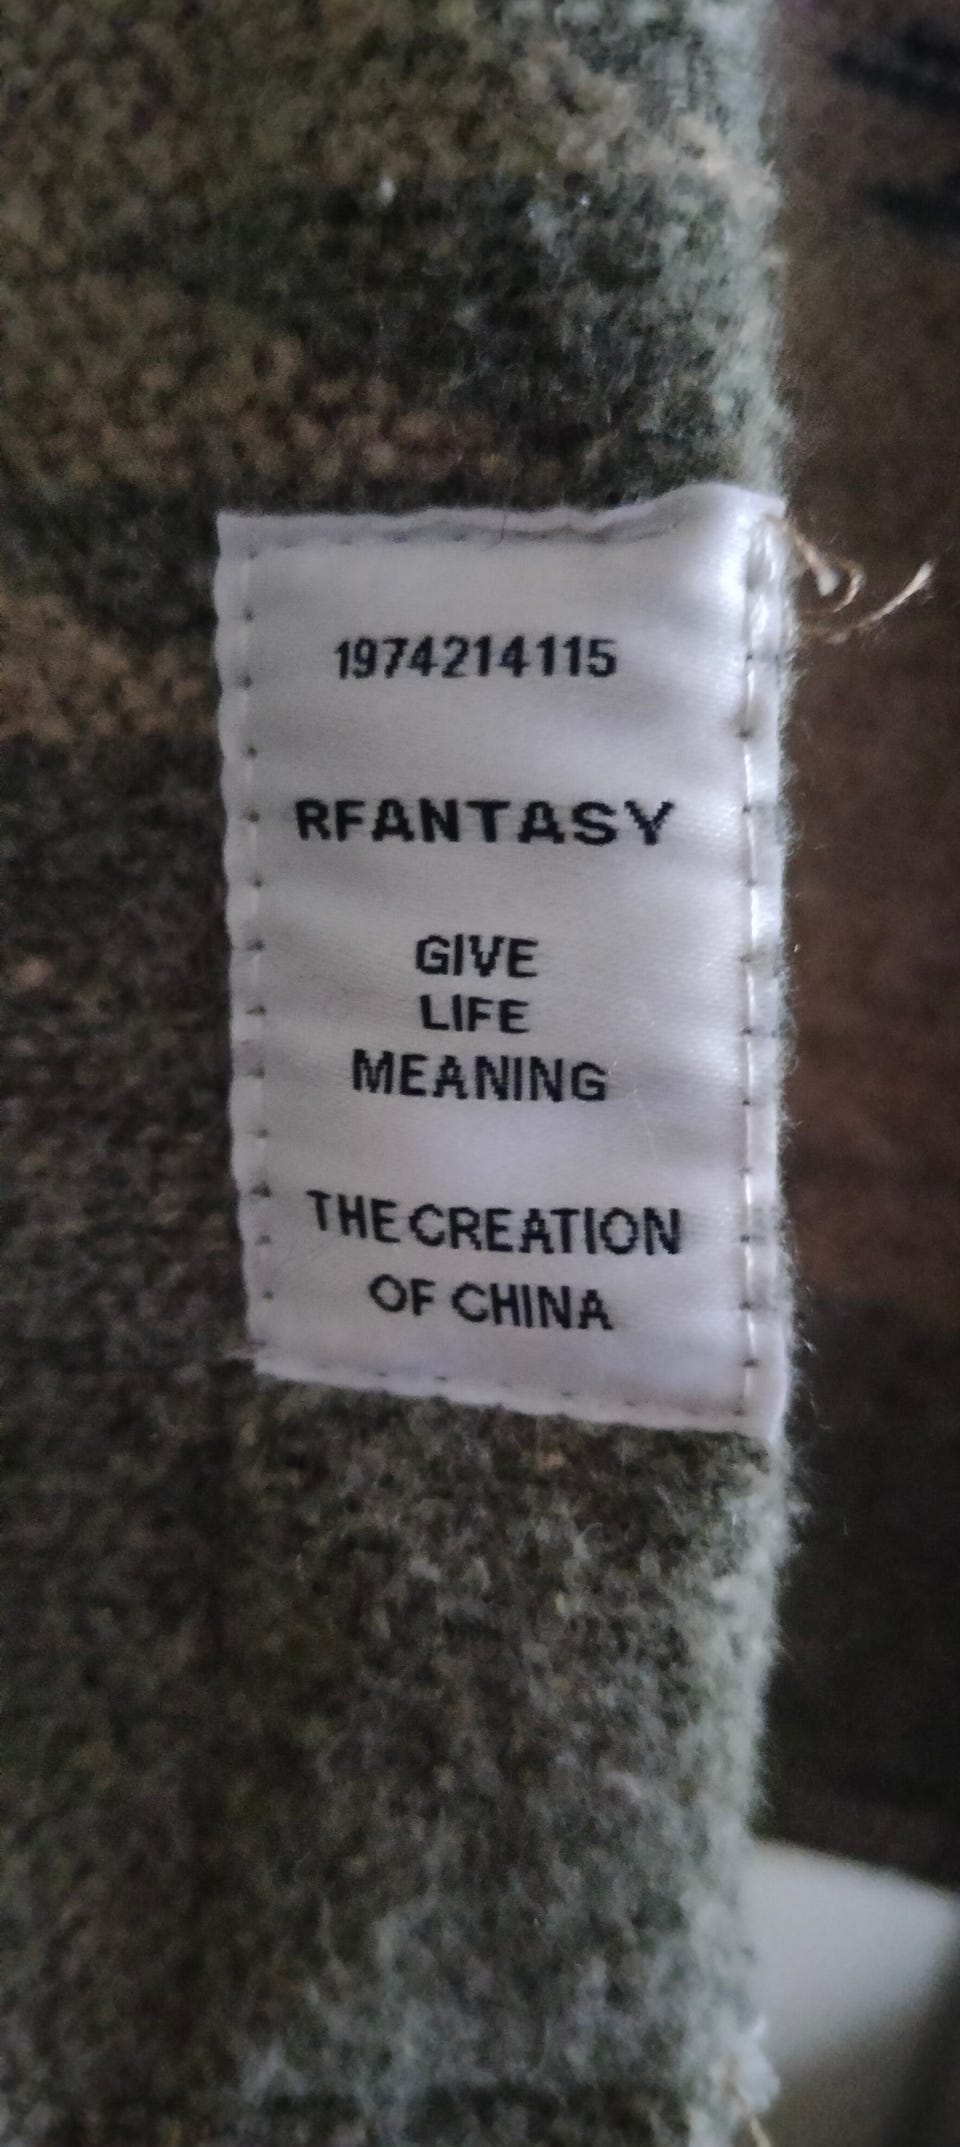 1974214115
RFANTASY
GIVE
LIFE
MEANING
THE CREATION
OF CHINA